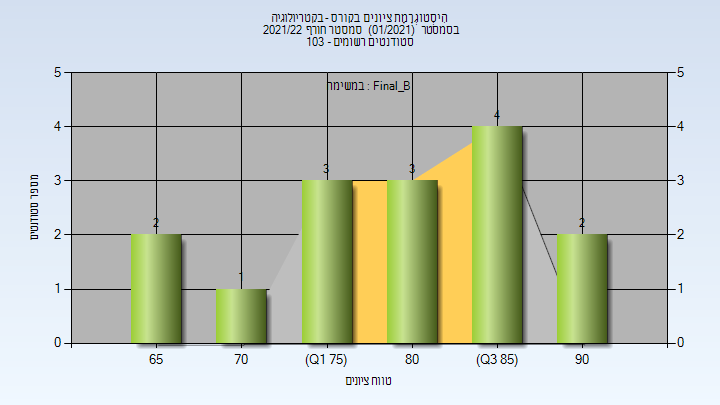 היסטוגרמת ציונים בקורס - בקטריולוגיה
בסמסטר (01/2021) סמסטר חורף 2021/22
סטודנטים רשומים - 103
במשימה : Final_B
מספר סטודנטים
5 5
4 4
3 3
2 2
1 1
0 0
2 1 3 3 4 2
65 70 (Q1 75) 80 (Q3 85) 90
טווח ציונים